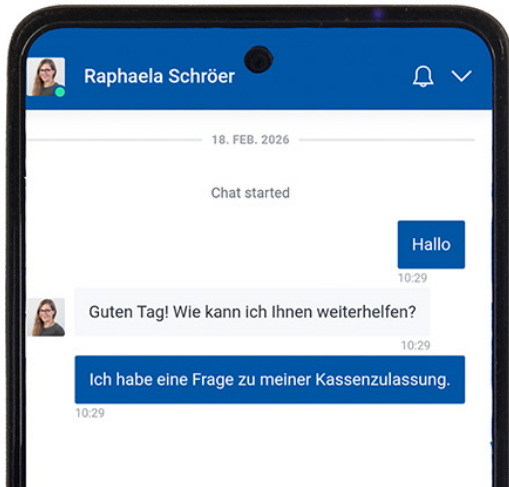 Raphaela Schröer
18. FEB. 2026
Chat started
Hallo
10:29
Guten Tag! Wie kann ich Ihnen weiterhelfen?
10:29
Ich habe eine Frage zu meiner Kassenzulassung.
10:29